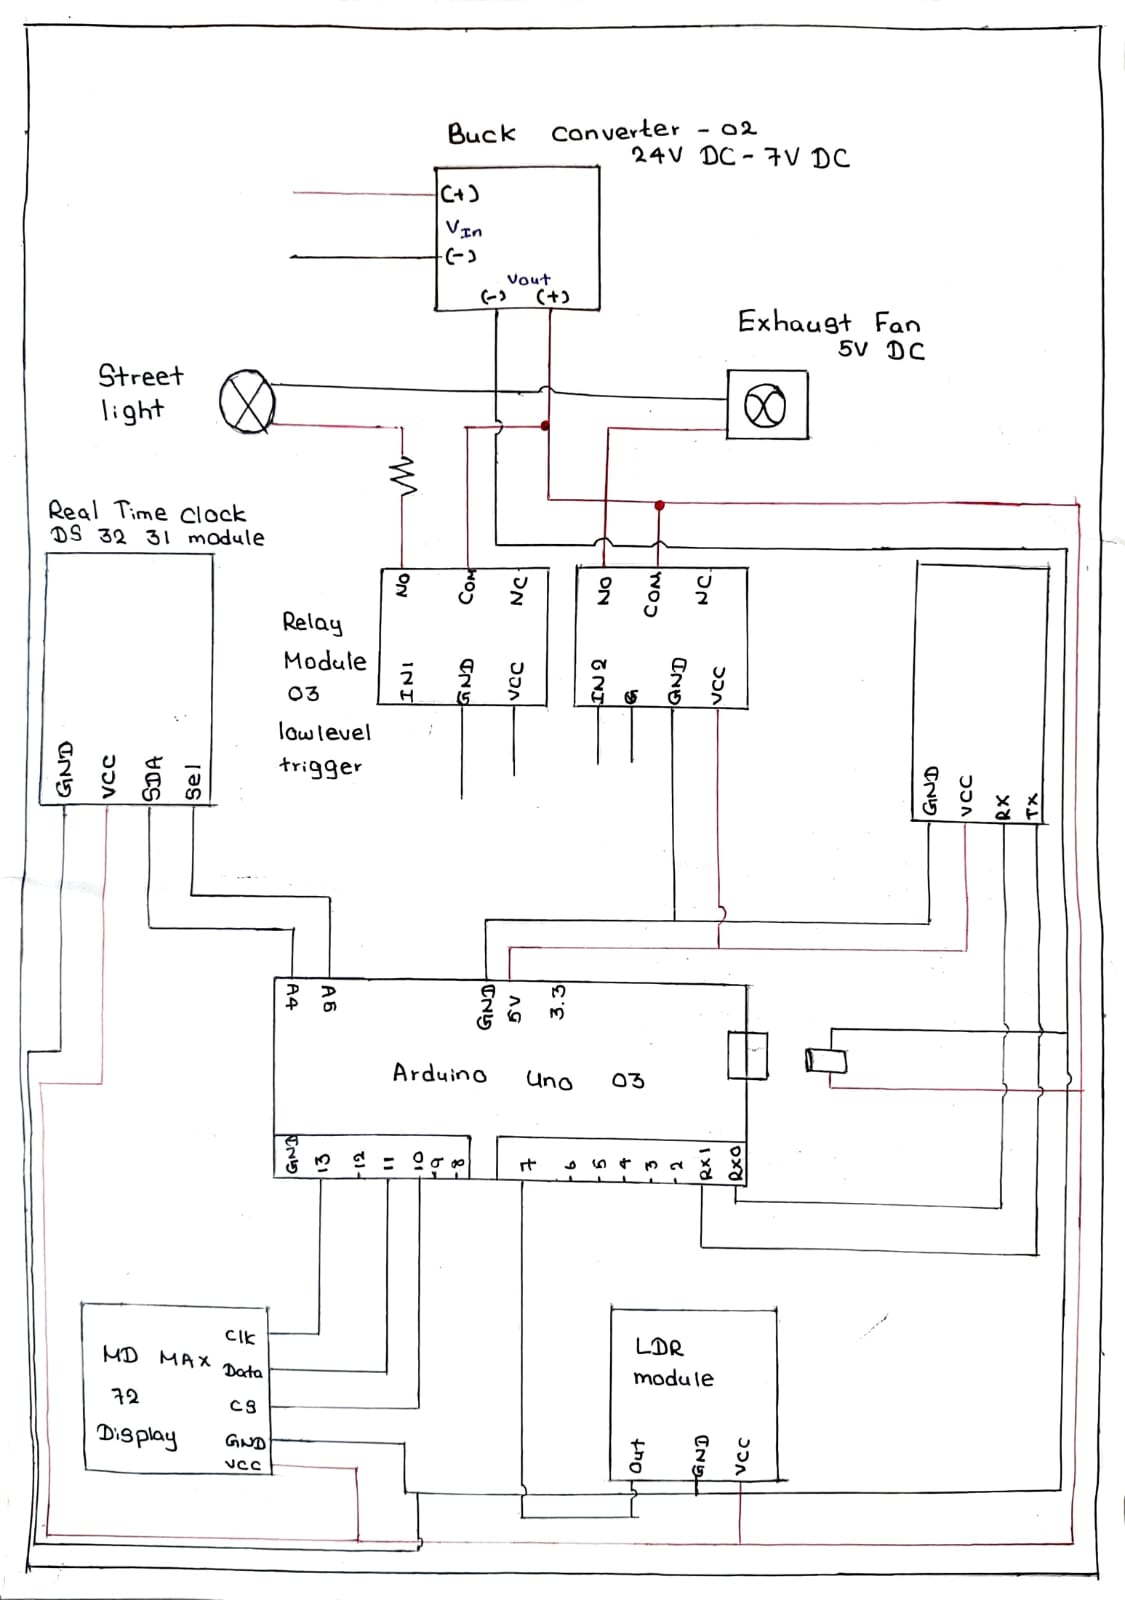 Buck Converter - 02
24V DC - 7V DC
(+)
VIn
(-)
Vout
(-) (+)
Exhaust Fan
5V DC
Street
light
Real Time Clock
DS 32 31 module
GND VCC SDA Sel
NO COM NC
IN1 GND VCC
Relay
Module
03
low level
trigger
NO COM NC
IN2 G GND VCC
GND VCC RX TX
A4 A5 GND 5V 3.3
Arduino Uno 03
GND 13 -12 11 10 -9 -8 7 -6 -5 -4 -3 -2 RX1 RX0
MD MAX
72
Display
Clk
Data
CS
GND
VCC
LDR
module
Out GND VCC